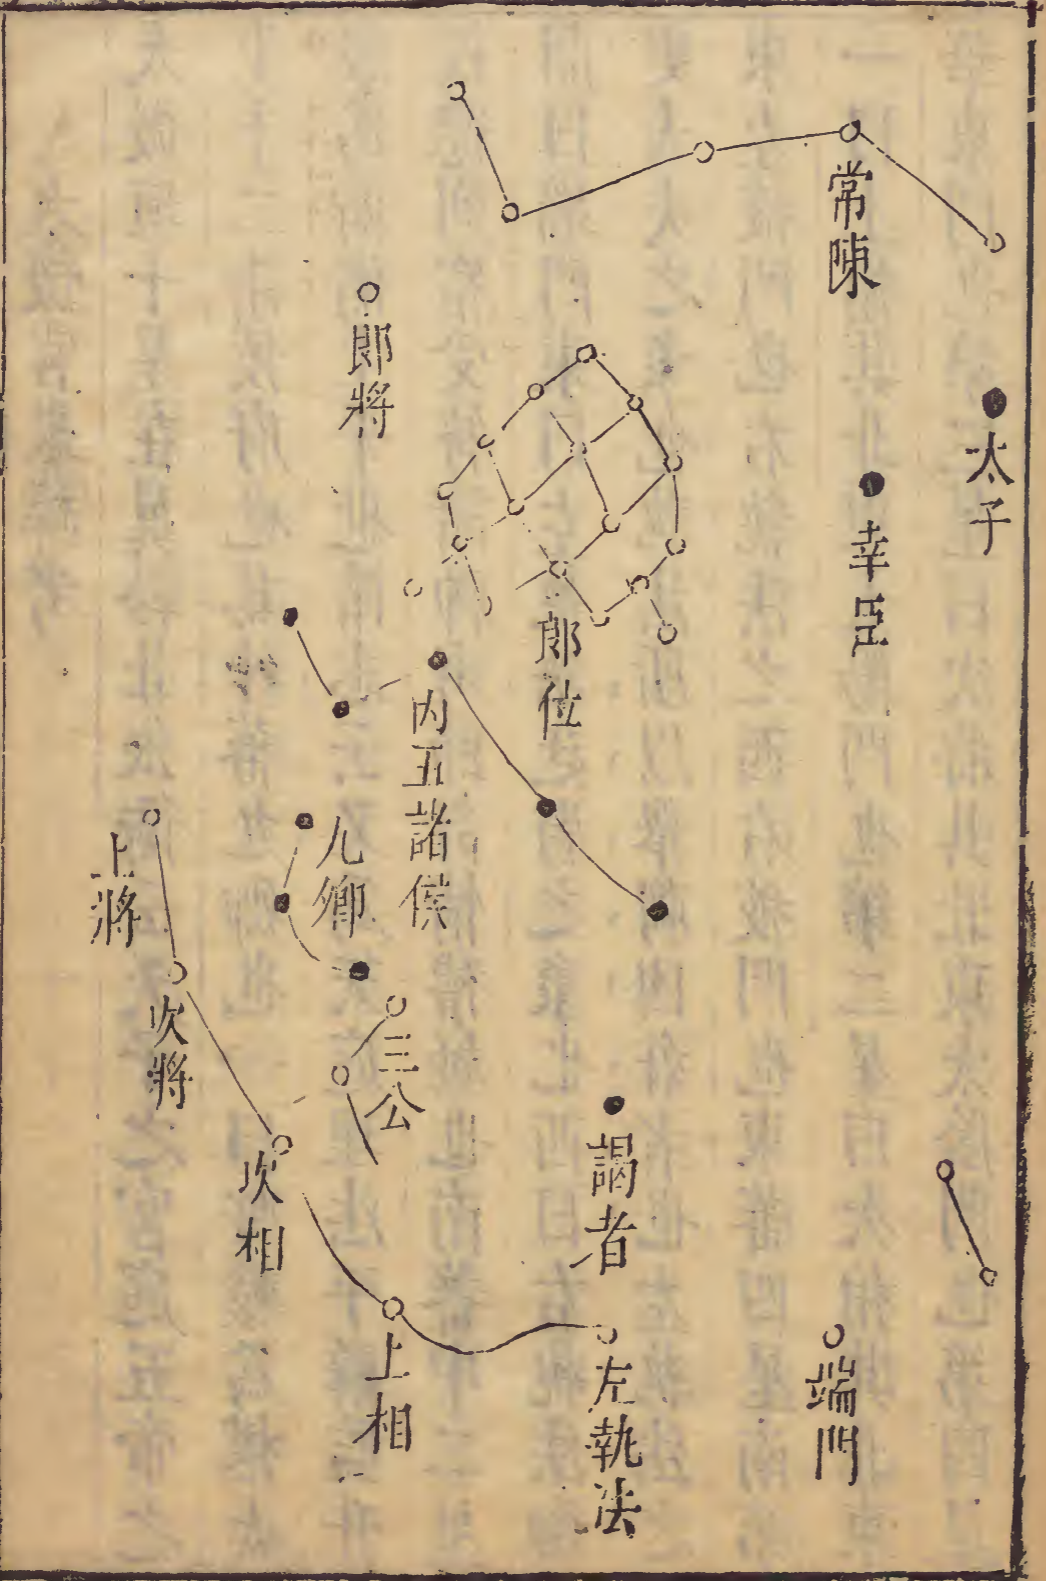 常陳
太子
幸臣
郎將
郎位
內五諸侯
九卿
三公
謁者
上將
次將
次相
上相
左執法
端門